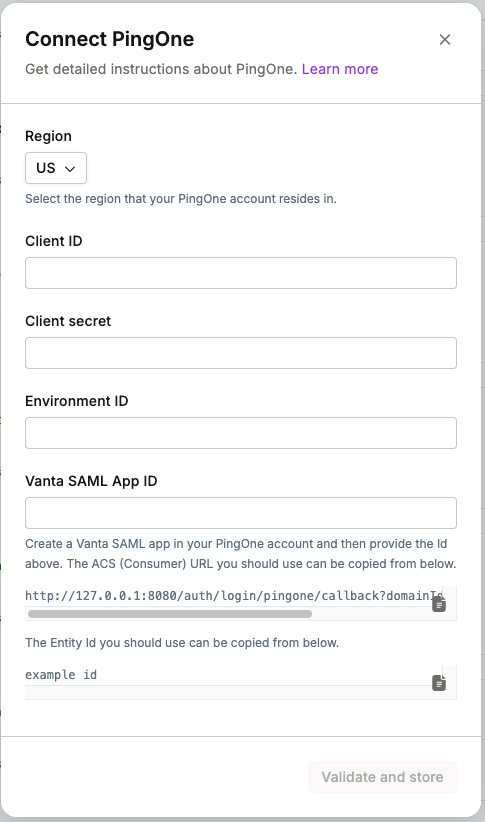 Connect PingOne
Get detailed instructions about PingOne. Learn more
Region
US
Select the region that your PingOne account resides in.
Client ID
Client secret
Environment ID
Vanta SAML App ID
Create a Vanta SAML app in your PingOne account and then provide the Id
above. The ACS (Consumer) URL you should use can be copied from below.
http://127.0.0.1:8080/auth/login/pingone/callback?domainId
The Entity Id you should use can be copied from below.
example id
Validate and store